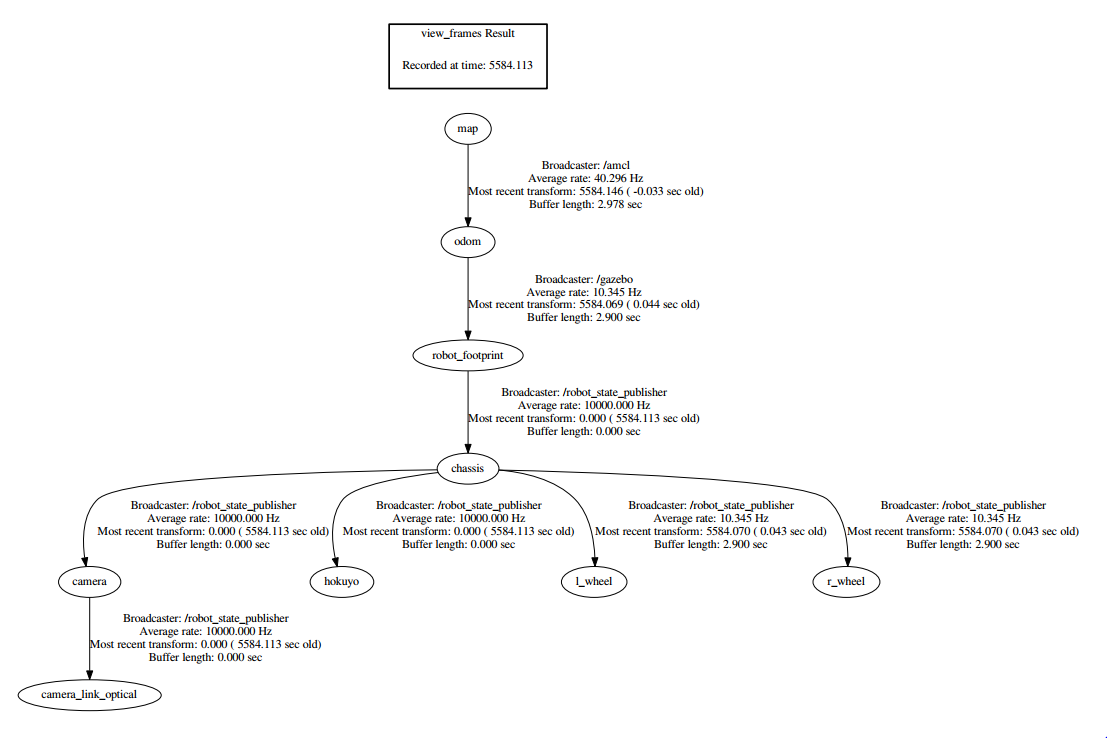 view_frames Result
Recorded at time: 5584.113
map
Broadcaster: /amcl
Average rate: 40.296 Hz
Most recent transform: 5584.146 ( -0.033 sec old)
Buffer length: 2.978 sec
odom
Broadcaster: /gazebo
Average rate: 10.345 Hz
Most recent transform: 5584.069 ( 0.044 sec old)
Buffer length: 2.900 sec
robot_footprint
Broadcaster: /robot_state_publisher
Average rate: 10000.000 Hz
Most recent transform: 0.000 ( 5584.113 sec old)
Buffer length: 0.000 sec
chassis
Broadcaster: /robot_state_publisher
Average rate: 10000.000 Hz
Most recent transform: 0.000 ( 5584.113 sec old)
Buffer length: 0.000 sec
Broadcaster: /robot_state_publisher
Average rate: 10000.000 Hz
Most recent transform: 0.000 ( 5584.113 sec old)
Buffer length: 0.000 sec
Broadcaster: /robot_state_publisher
Average rate: 10.345 Hz
Most recent transform: 5584.070 ( 0.043 sec old)
Buffer length: 2.900 sec
Broadcaster: /robot_state_publisher
Average rate: 10.345 Hz
Most recent transform: 5584.070 ( 0.043 sec old)
Buffer length: 2.900 sec
camera
hokuyo
l_wheel
r_wheel
Broadcaster: /robot_state_publisher
Average rate: 10000.000 Hz
Most recent transform: 0.000 ( 5584.113 sec old)
Buffer length: 0.000 sec
camera_link_optical